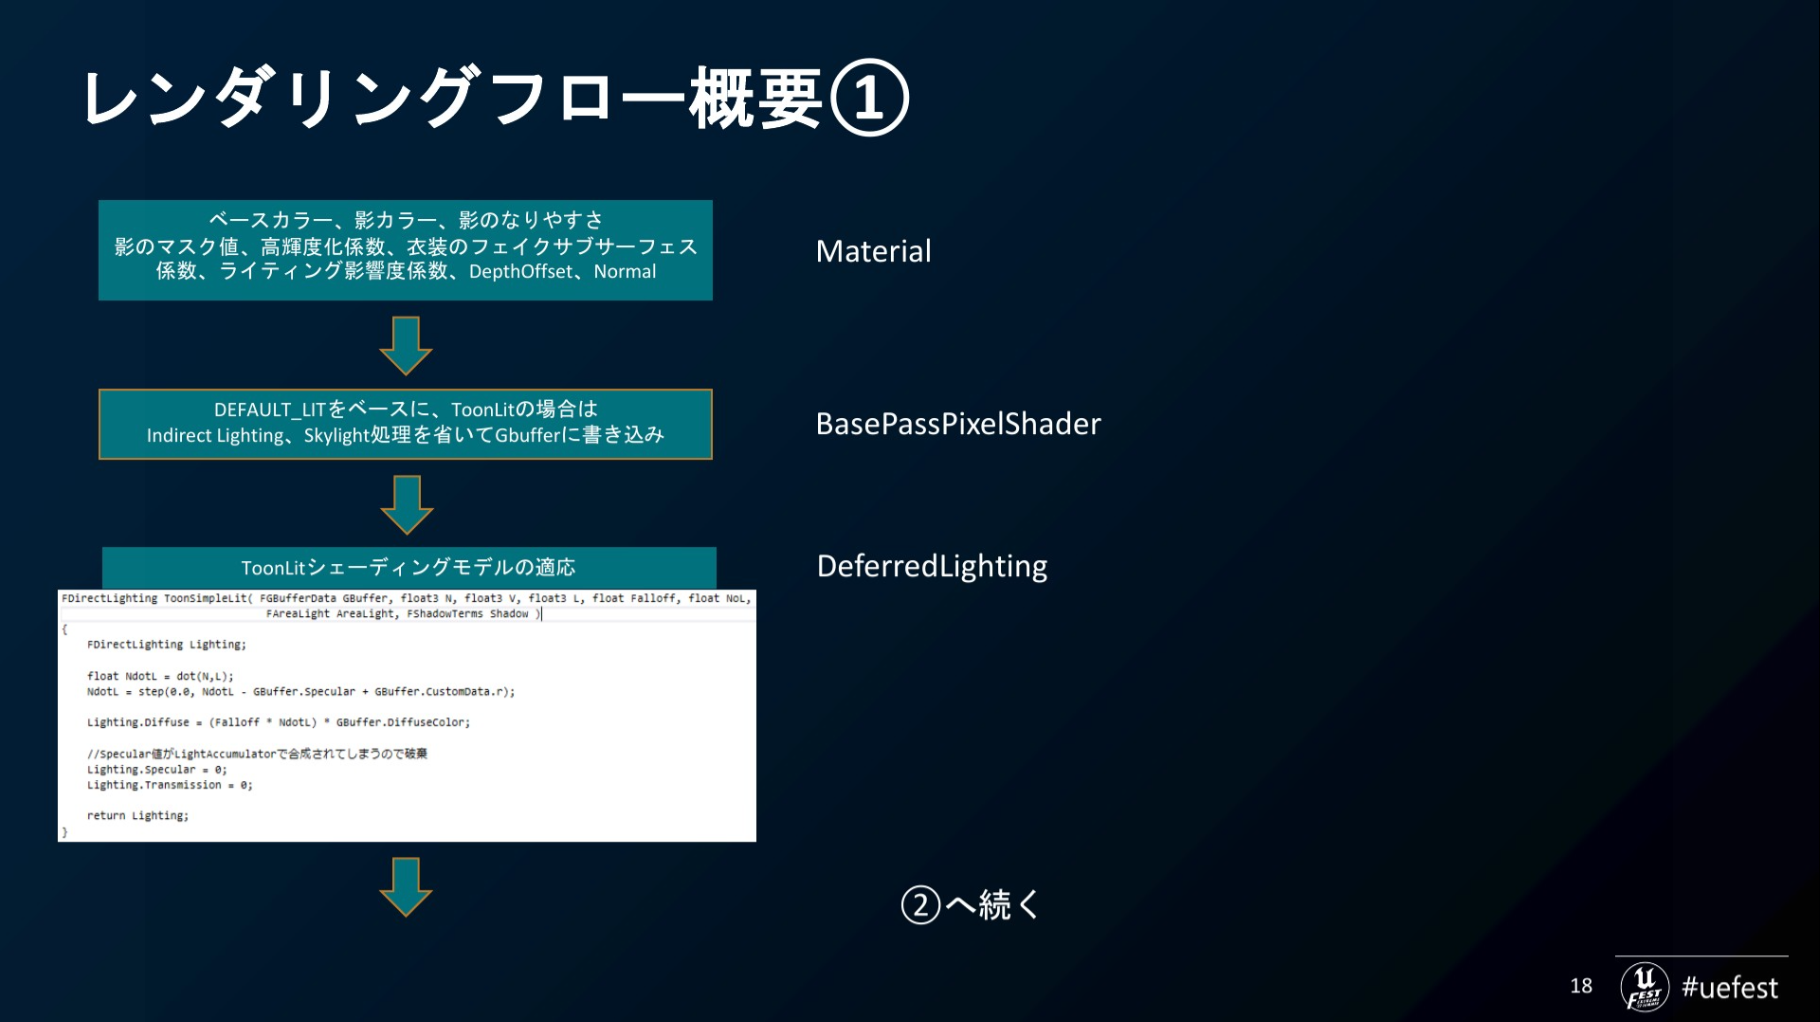 レンダリングフロー概要①
ベースカラー、影カラー、影のなりやすさ
影のマスク値、高輝度化係数、衣装のフェイクサブサーフェス
係数、ライティング影響度係数、DepthOffset、Normal
Material
DEFAULT_LITをベースに、ToonLitの場合は
Indirect Lighting、Skylight処理を省いてGbufferに書き込み
BasePassPixelShader
ToonLitシェーディングモデルの適応
DeferredLighting
FDirectLighting ToonSimpleLit( FGBufferData GBuffer, float3 N, float3 V, float3 L, float Falloff, float NoL,
FAreaLight AreaLight, FShadowTerms Shadow )
{
FDirectLighting Lighting;
float NdotL = dot(N,L);
NdotL = step(0.0, NdotL - GBuffer.Specular + GBuffer.CustomData.r);
Lighting.Diffuse = (Falloff * NdotL) * GBuffer.DiffuseColor;
//Specular値がLightAccumulatorで合成されてしまうので破棄
Lighting.Specular = 0;
Lighting.Transmission = 0;
return Lighting;
}
②へ続く
18
U
FEST
#uefest